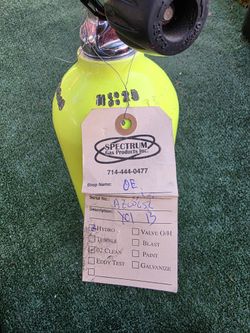 SPECTRUM
Gas Products Inc.
714-444-0477
Shop Name: OE
Serial No.:
Description: XCI B
HYDRO
VALVE O/H
TUMBLE
BLAST
O2 CLEAN
PAINT
EDDY TEST
GALVANIZE